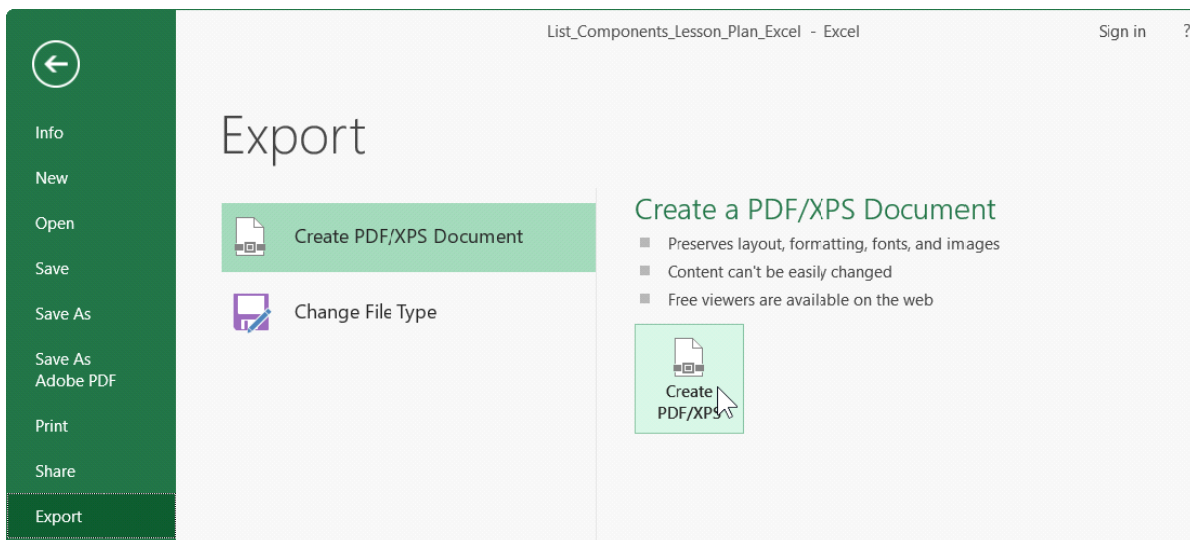 List_Components_Lesson_Plan_Excel - Excel
Sign in
?
Info
New
Open
Save
Save As
Save As
Adobe PDF
Print
Share
Export
Export
Create PDF/XPS Document
Change File Type
Create a PDF/XPS Document
Preserves layout, formatting, fonts, and images
Content can't be easily changed
Free viewers are available on the web
Create
PDF/XPS